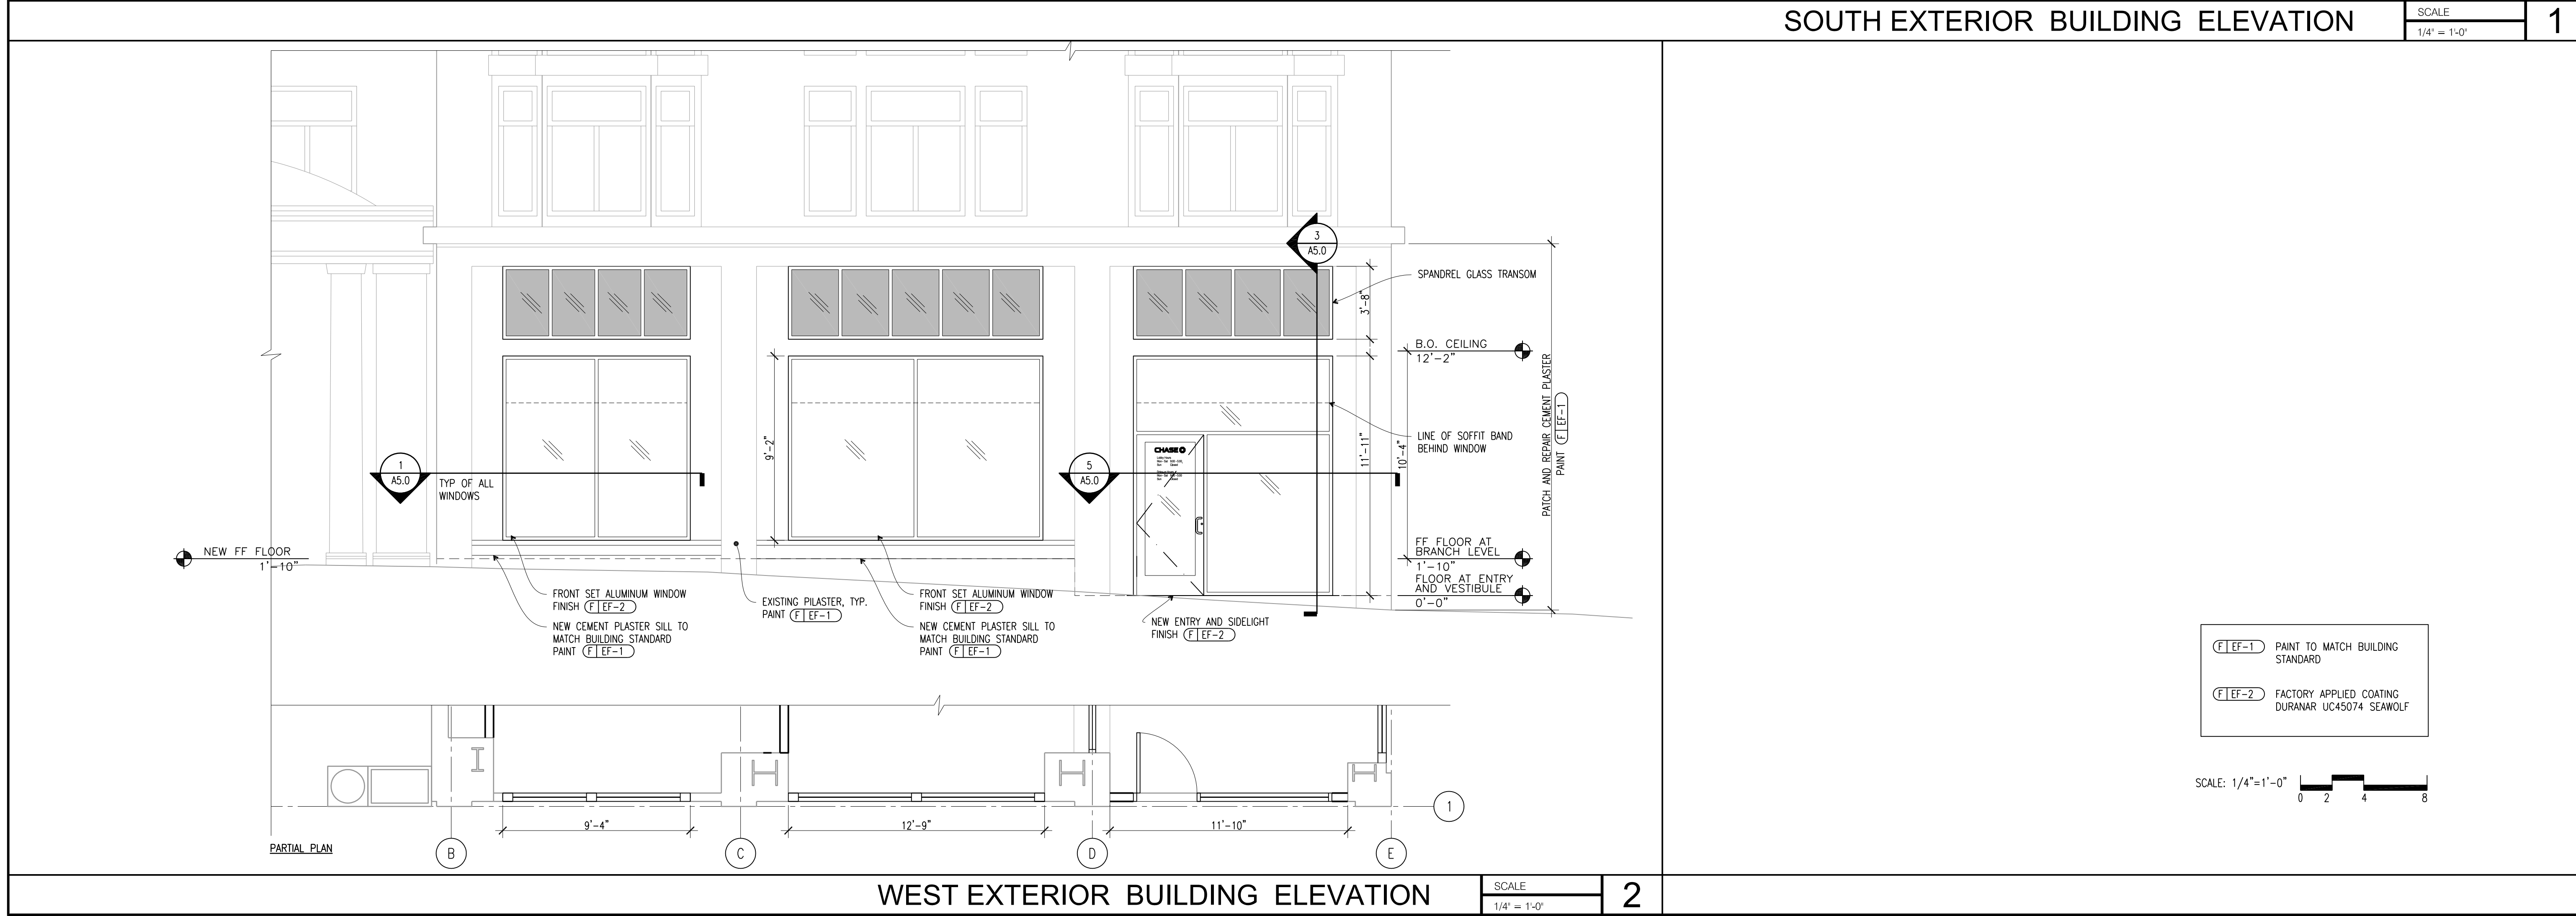 SOUTH EXTERIOR BUILDING ELEVATION
SCALE
1/4" = 1'-0"
1
3
A5.0
SPANDREL GLASS TRANSOM
3'-8"
B.O. CEILING
12'-2"
PATCH AND REPAIR CEMENT PLASTER
PAINT F EF-1
LINE OF SOFFIT BAND
BEHIND WINDOW
9'-2"
11'-11"
10'-4"
CHASE
1
A5.0
TYP OF ALL
WINDOWS
5
A5.0
NEW FF FLOOR
1'-10"
FF FLOOR AT
BRANCH LEVEL
1'-10"
FLOOR AT ENTRY
AND VESTIBULE
0'-0"
FRONT SET ALUMINUM WINDOW
FINISH F EF-2
NEW CEMENT PLASTER SILL TO
MATCH BUILDING STANDARD
PAINT F EF-1
EXISTING PILASTER, TYP.
PAINT F EF-1
FRONT SET ALUMINUM WINDOW
FINISH F EF-2
NEW CEMENT PLASTER SILL TO
MATCH BUILDING STANDARD
PAINT F EF-1
NEW ENTRY AND SIDELIGHT
FINISH F EF-2
F EF-1 PAINT TO MATCH BUILDING
STANDARD
F EF-2 FACTORY APPLIED COATING
DURANAR UC45074 SEAWOLF
SCALE: 1/4"=1'-0"
0 2 4 8
1
9'-4"
12'-9"
11'-10"
PARTIAL PLAN
B
C
D
E
WEST EXTERIOR BUILDING ELEVATION
SCALE
1/4" = 1'-0"
2